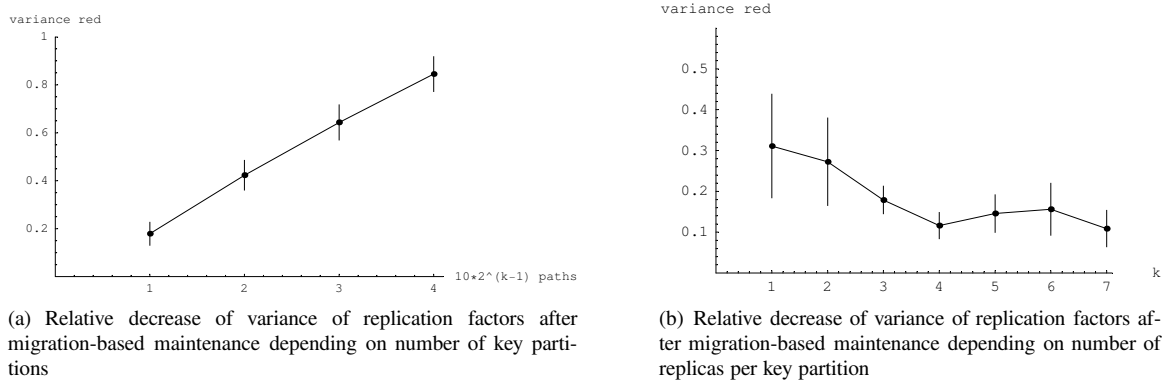 variance red
1
0.8
0.6
0.4
0.2
1 2 3 4
10*2^(k-1) paths
(a) Relative decrease of variance of replication factors after
migration-based maintenance depending on number of key parti-
tions
variance red
0.5
0.4
0.3
0.2
0.1
1 2 3 4 5 6 7
k
(b) Relative decrease of variance of replication factors af-
ter migration-based maintenance depending on number of
replicas per key partition